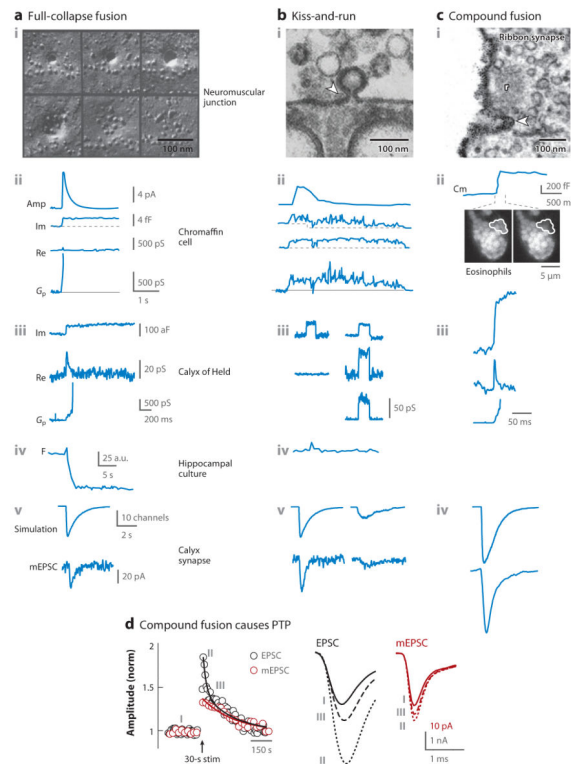 a Full-collapse fusion
b Kiss-and-run
c Compound fusion
i
100 nm
Neuromuscular
junction
i
100 nm
i
Ribbon synapse
r
100 nm
ii
Amp
4 pA
Im
4 fF
Chromaffin
cell
Re
500 pS
Gp
500 pS
1 s
ii
ii
Cm
200 fF
500 m
Eosinophils
5 µm
iii
Im
100 aF
Re
20 pS
Calyx of Held
Gp
500 pS
200 ms
iii
50 pS
iii
50 ms
iv
F
25 a.u.
5 s
Hippocampal
culture
iv
v
Simulation
10 channels
2 s
Calyx
synapse
mEPSC
20 pA
v
iv
d Compound fusion causes PTP
Amplitude (norm)
2
1.5
1
I
II
III
EPSC
mEPSC
150 s
30-s stim
EPSC
I
III
II
mEPSC
I
III
II
10 pA
1 nA
1 ms